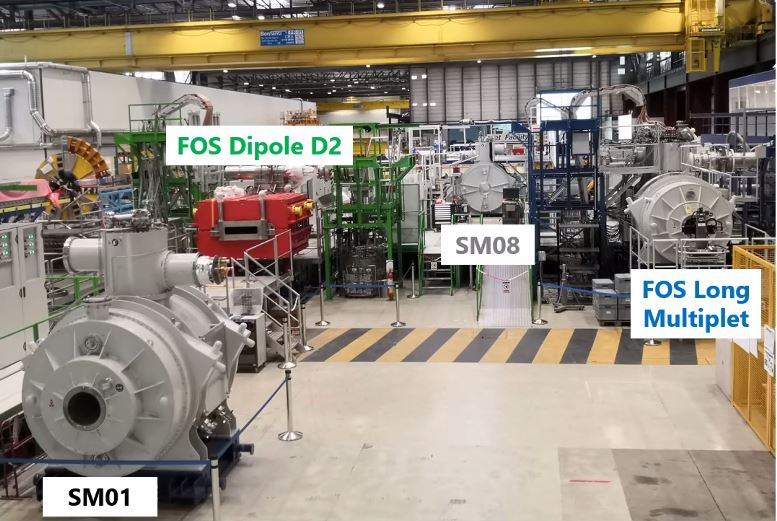 FOS Dipole D2
SM08
FOS Long
Multiplet
SM01